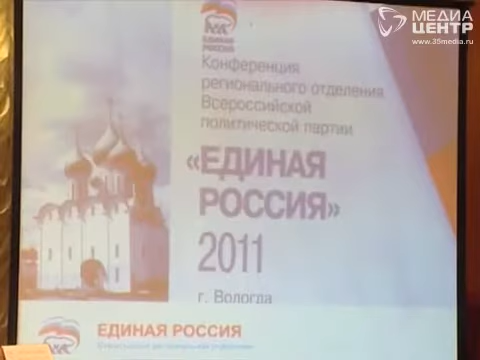 МЕДИА
ЦЕНТР
www.35media.ru
ЕДИНАЯ
РОССИЯ
Конференция
регионального отделения
Всероссийской
политической партии
«ЕДИНАЯ
РОССИЯ»
2011
г. Вологда
ЕДИНАЯ РОССИЯ